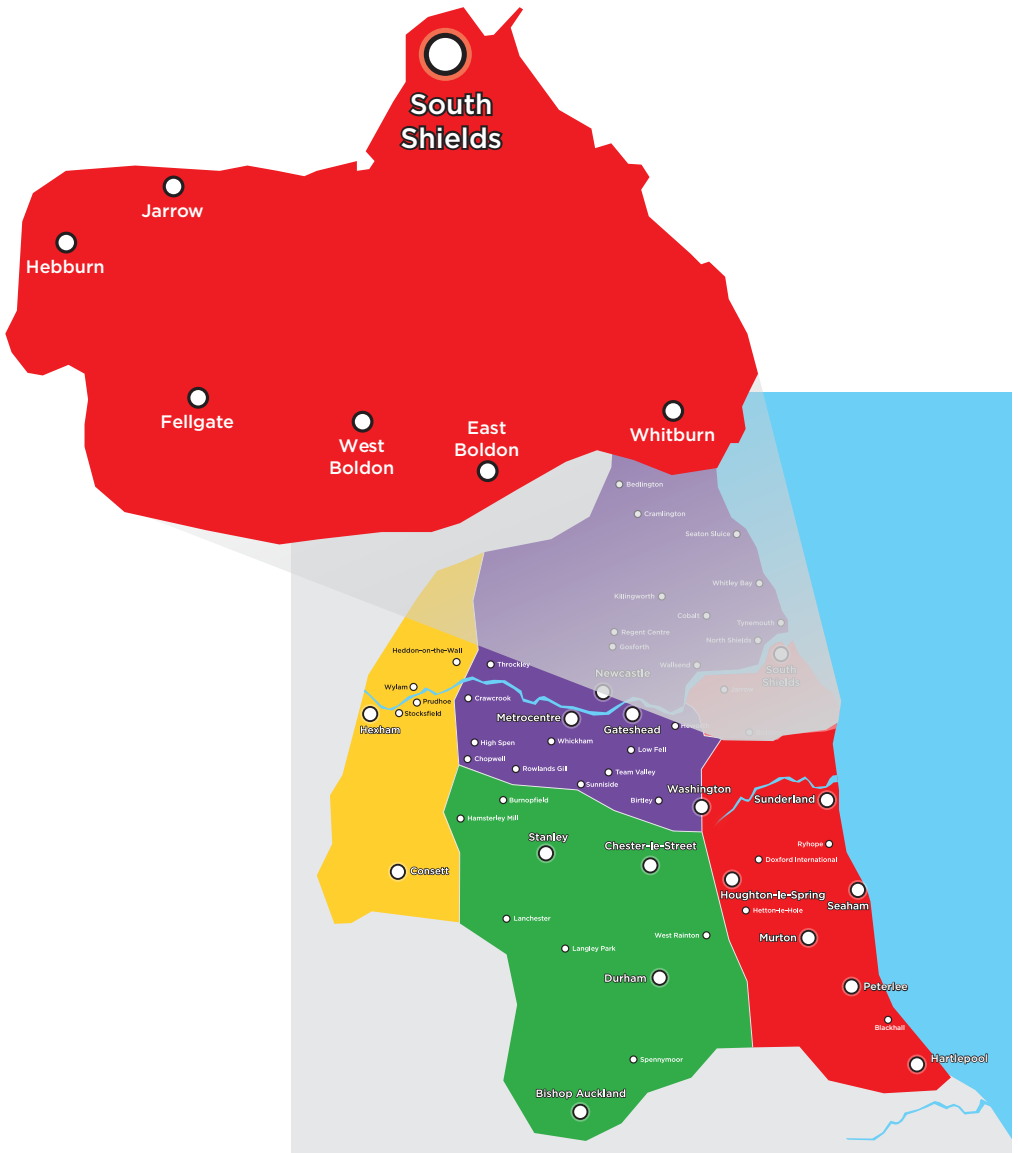 South
Shields
Jarrow
Hebburn
Fellgate
West
Boldon
East
Boldon
Whitburn
Bedlington
Cramlington
Seaton Sluice
Whitley Bay
Killingworth
Cobalt
Tynemouth
Regent Centre
North Shields
Gosforth
Heddon-on-the-Wall
Throckley
Wallsend
South
Shields
Newcastle
Wylam
Prudhoe
Crawcrook
Stocksfield
Hexham
Metrocentre
Gateshead
High Spen
Whickham
Low Fell
Chopwell
Rowlands Gill
Team Valley
Sunniside
Washington
Burnopfield
Birtley
Sunderland
Hamsterley Mill
Stanley
Chester-le-Street
Ryhope
Doxford International
Consett
Houghton-le-Spring
Seaham
Hetton-le-Hole
Lanchester
West Rainton
Murton
Langley Park
Durham
Peterlee
Blackhall
Spennymoor
Hartlepool
Bishop Auckland